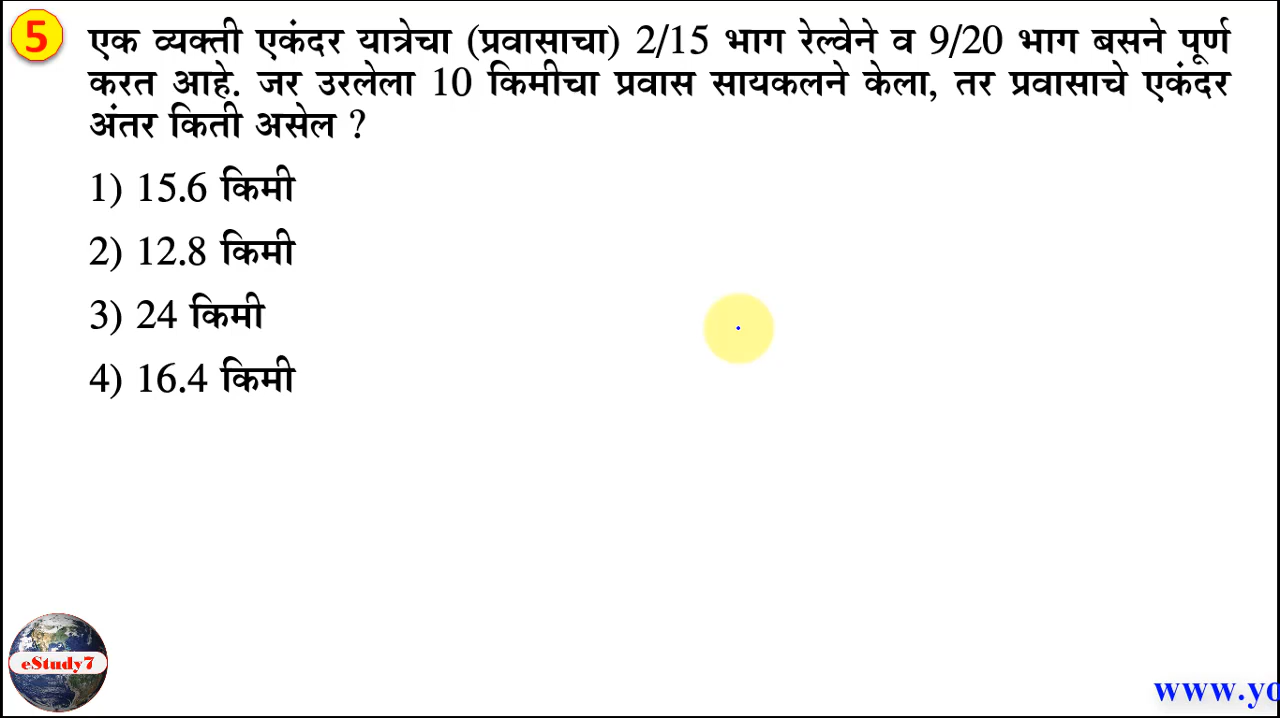 5
एक व्यक्ती एकंदर यात्रेचा (प्रवासाचा) 2/15 भाग रेल्वेने व 9/20 भाग बसने पूर्ण
करत आहे. जर उरलेला 10 किमीचा प्रवास सायकलने केला, तर प्रवासाचे एकंदर
अंतर किती असेल ?
1) 15.6 किमी
2) 12.8 किमी
3) 24 किमी
4) 16.4 किमी
eStudy7
www.yo